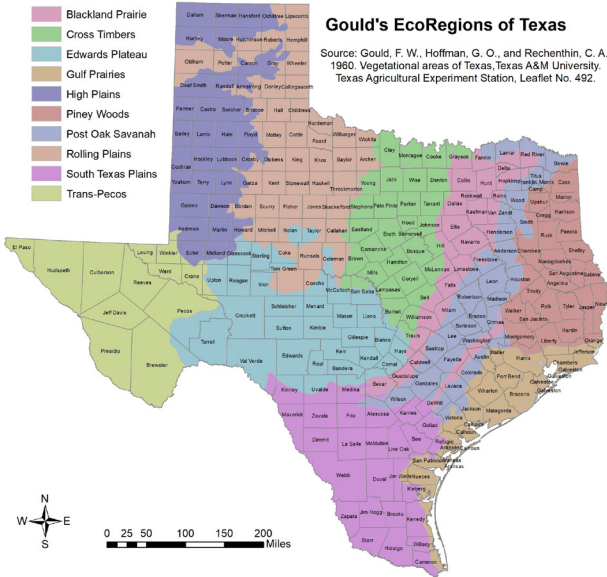 Gould's EcoRegions of Texas
Source: Gould, F. W., Hoffman, G. O., and Rechenthin, C. A.
1960. Vegetational areas of Texas,Texas A&M University.
Texas Agricultural Experiment Station, Leaflet No. 492.
Blackland Prairie
Cross Timbers
Edwards Plateau
Gulf Prairies
High Plains
Piney Woods
Post Oak Savanah
Rolling Plains
South Texas Plains
Trans-Pecos
Dallam Sherman Hansford Ochiltree Lipscomb
Hartley Moore Hutchinson Roberts Hemphill
Oldham Potter Carson Gray Wheeler
Deaf Smith Randall Armstrong Donley Collingsworth
Parmer Castro Swisher Briscoe Hall Childress
Hardeman
Bailey Lamb Hale Floyd Motley Cottle Foard Wilbarger Wichita
Clay Montague Cooke Grayson Fannin Lamar Red River Bowie
Cochran Hockley Lubbock Crosby Dickens King Knox Baylor Archer
Young Jack Wise Denton Collin Hunt Delta Hopkins Franklin Titus Morris Cass
Yoakum Terry Lynn Garza Kent Stonewall Haskell Throckmorton
Palo Pinto Parker Tarrant Dallas Rockwall Kaufman Van Zandt Rains Wood Upshur Camp Marion Harrison
Gaines Dawson Borden Scurry Fisher Jones Shackelford Stephens
Hood Johnson Ellis Henderson Smith Gregg Rusk Panola
Andrews Martin Howard Mitchell Nolan Taylor Callahan Eastland
Erath Somervell Bosque Hill Navarro Anderson Cherokee Shelby
El Paso Hudspeth Culberson Reeves Loving Winkler Ward Crane
Ector Midland Glasscock Sterling Coke Runnels Coleman Brown Comanche
Hamilton McLennan Limestone Freestone Nacogdoches San Augustine Sabine
Upton Reagan Irion Tom Green Concho McCulloch San Saba Mills Lampasas Coryell
Falls Leon Houston Angelina
Jeff Davis Pecos Crockett Schleicher Menard Mason Llano Burnet Bell
Robertson Madison Trinity Walker Polk Tyler Jasper Newton
Presidio Brewster Terrell Val Verde Sutton Kimble Gillespie Blanco
Williamson Milam Brazos Grimes San Jacinto Hardin
Travis Lee Burleson Washington Montgomery Liberty Orange
Edwards Real Kerr Bandera Kendall Comal Hays
Caldwell Bastrop Fayette Austin Waller Harris Chambers Jefferson
Kinney Uvalde Medina Bexar Guadalupe Gonzales Lavaca Colorado
Fort Bend Galveston
Galveston
Galveston
Galveston
Maverick Zavala Frio Atascosa Wilson Karnes DeWitt
Victoria Jackson Wharton Brazoria Matagorda
Dimmit La Salle McMullen Live Oak Bee Goliad
Refugio Calhoun
Calhoun
Calhoun
Aransas
Aransas
Aransas
Webb Duval Jim Wells Nueces San Patricio
Kleberg
Zapata Jim Hogg Brooks Kenedy
Starr Hidalgo Willacy
Cameron
N
W E
S
0 25 50 100 150 200
Miles